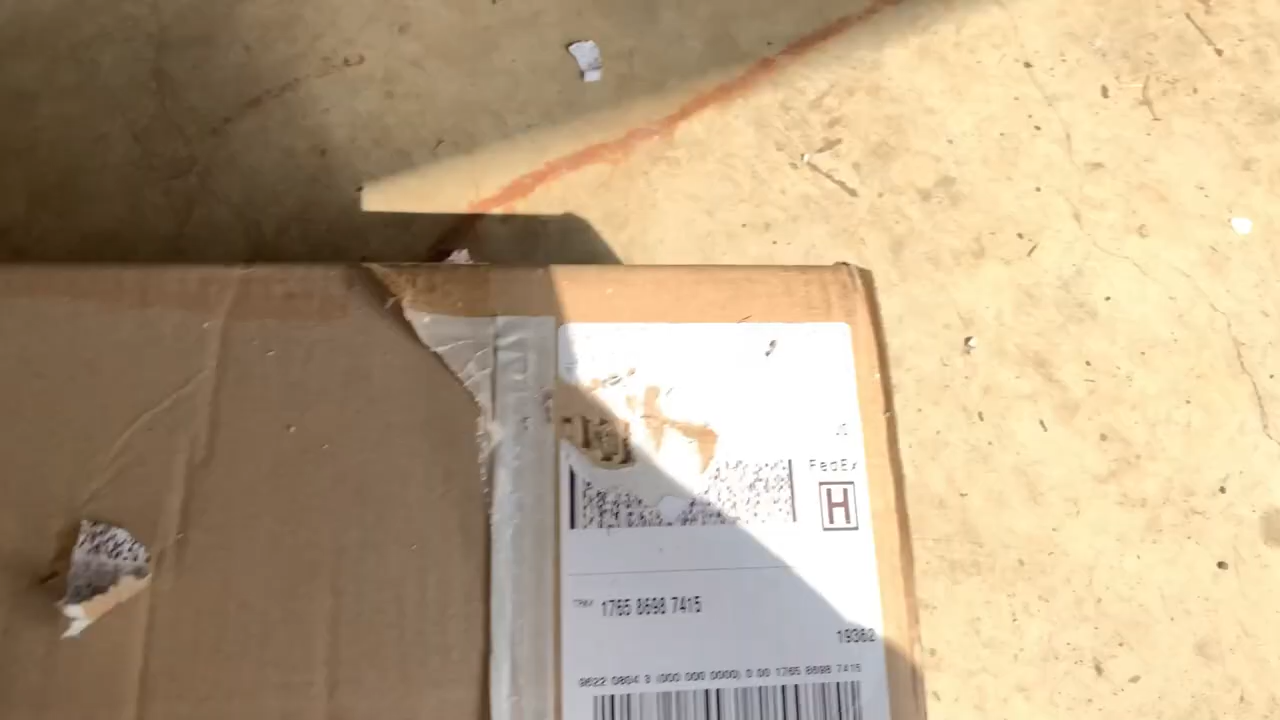 FedEx
H
TRK# 1765 8698 7415
19362
9622 0804 3 (000 000 0000) 0 00 1765 8698 7415